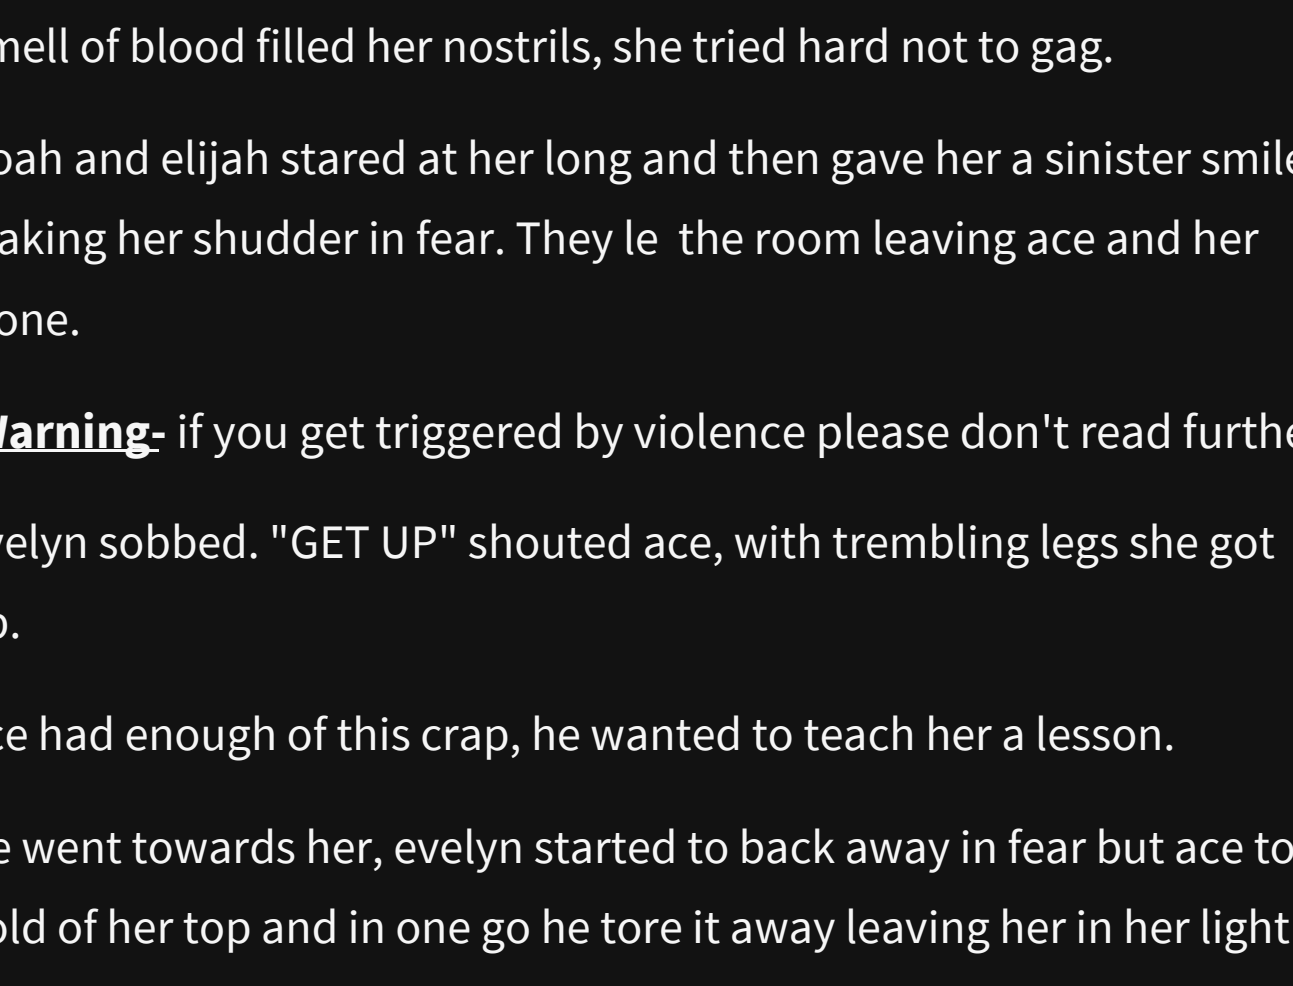 mell of blood filled her nostrils, she tried hard not to gag.
oah and elijah stared at her long and then gave her a sinister smile
aking her shudder in fear. They le the room leaving ace and her
one.
Warning- if you get triggered by violence please don't read furthe
velyn sobbed. "GET UP" shouted ace, with trembling legs she got
p.
ce had enough of this crap, he wanted to teach her a lesson.
e went towards her, evelyn started to back away in fear but ace to
old of her top and in one go he tore it away leaving her in her light